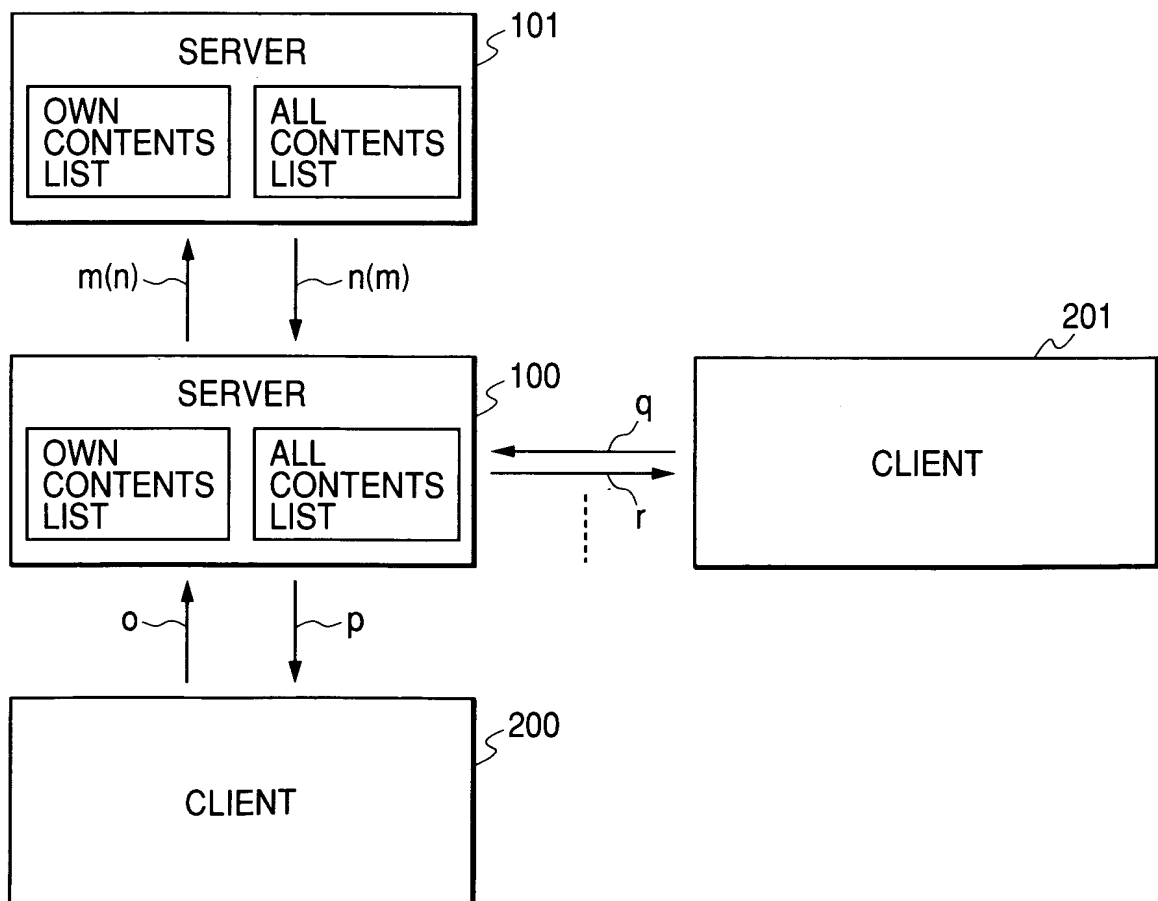 101
SERVER
OWN
CONTENTS
LIST
ALL
CONTENTS
LIST
m(n)
n(m)
201
100
SERVER
OWN
CONTENTS
LIST
ALL
CONTENTS
LIST
q
r
CLIENT
o
p
200
CLIENT